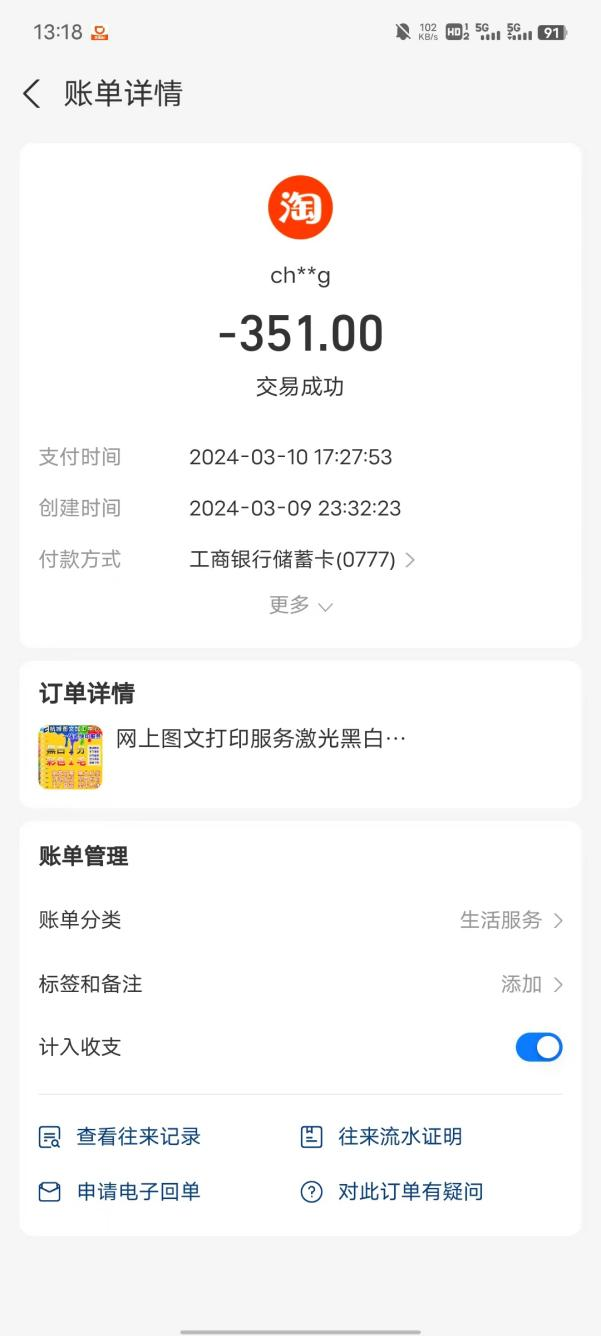 13:18
102
KB/s
HD 1 2
5G
5G
91
账单详情
淘
ch**g
-351.00
交易成功
支付时间 2024-03-10 17:27:53
创建时间 2024-03-09 23:32:23
付款方式 工商银行储蓄卡(0777)
更多
订单详情
网上图文打印服务激光黑白…
账单管理
账单分类 生活服务
标签和备注 添加
计入收支
查看往来记录 往来流水证明
申请电子回单 对此订单有疑问